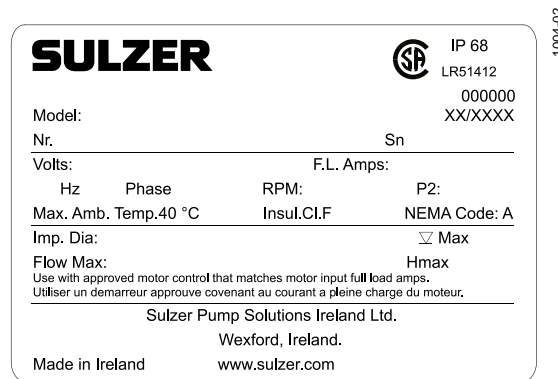 SULZER
SA
IP 68
LR51412
000000
Model: XX/XXXX
Nr. Sn
Volts: F.L. Amps:
Hz Phase RPM: P2:
Max. Amb. Temp.40 °C Insul.Cl.F NEMA Code: A
Imp. Dia: Max
Flow Max: Hmax
Use with approved motor control that matches motor input full load amps.
Utiliser un demarreur approuve covenant au courant a pleine charge du moteur.
Sulzer Pump Solutions Ireland Ltd.
Wexford, Ireland.
Made in Ireland www.sulzer.com
1004-02